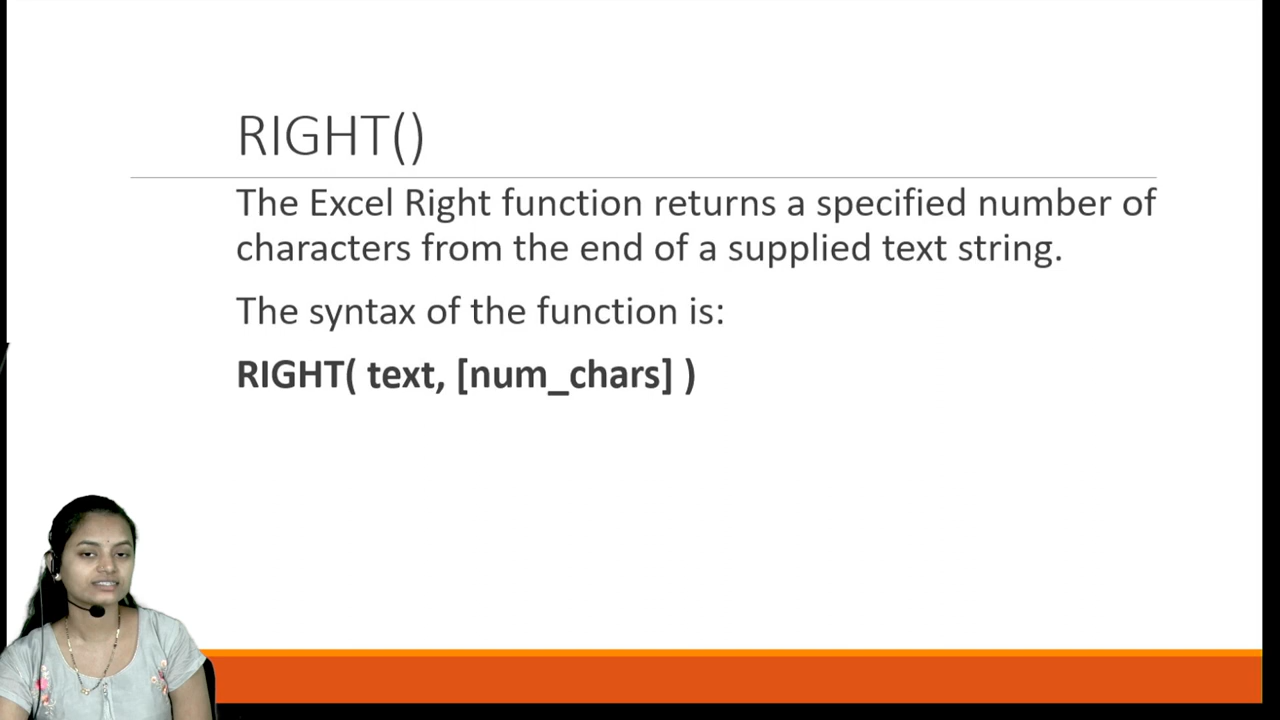 RIGHT()
The Excel Right function returns a specified number of
characters from the end of a supplied text string.
The syntax of the function is:
RIGHT( text, [num_chars] )